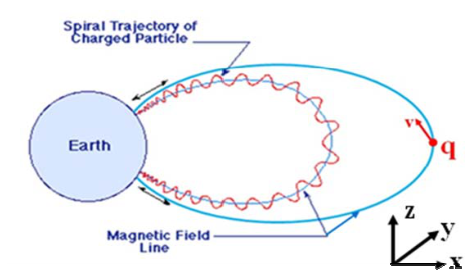 Spiral Trajectory of
Charged Particle
Earth
v
q
z
y
x
Magnetic Field
Line